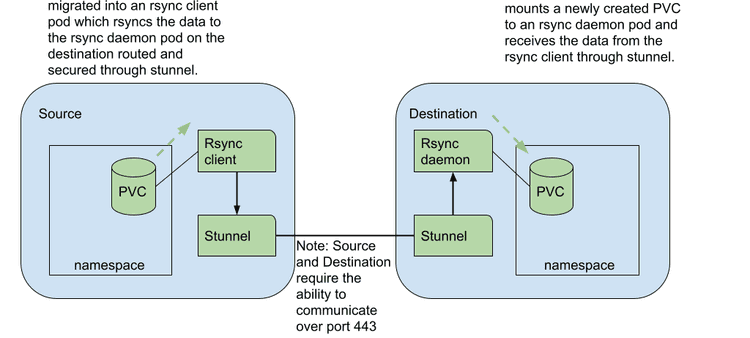 migrated into an rsync client
pod which rsyncs the data to
the rsync daemon pod on the
destination routed and
secured through stunnel.
mounts a newly created PVC
to an rsync daemon pod and
receives the data from the
rsync client through stunnel.
Source
Rsync
client
PVC
Stunnel
namespace
Note: Source
and Destination
require the
ability to
communicate
over port 443
Destination
Rsync
daemon
PVC
Stunnel
namespace